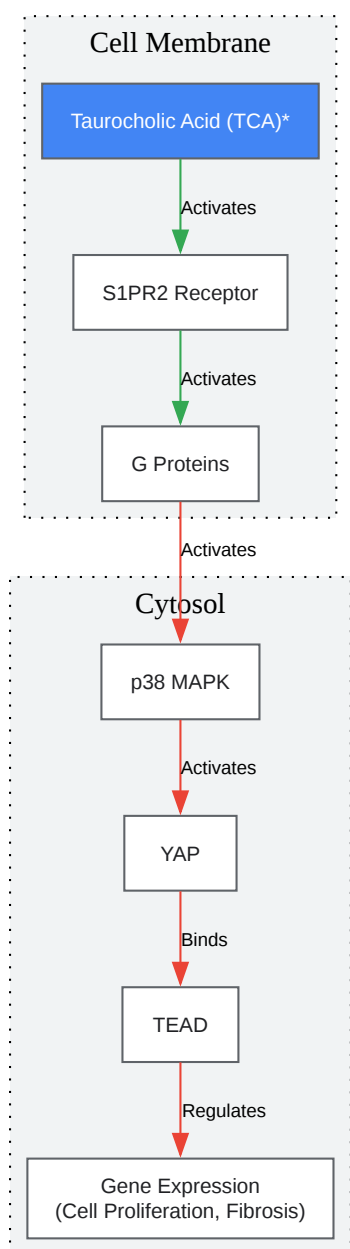 Cell Membrane
Taurocholic Acid (TCA)*
Activates
S1PR2 Receptor
Activates
G Proteins
Activates
Cytosol
p38 MAPK
Activates
YAP
Binds
TEAD
Regulates
Gene Expression
(Cell Proliferation, Fibrosis)